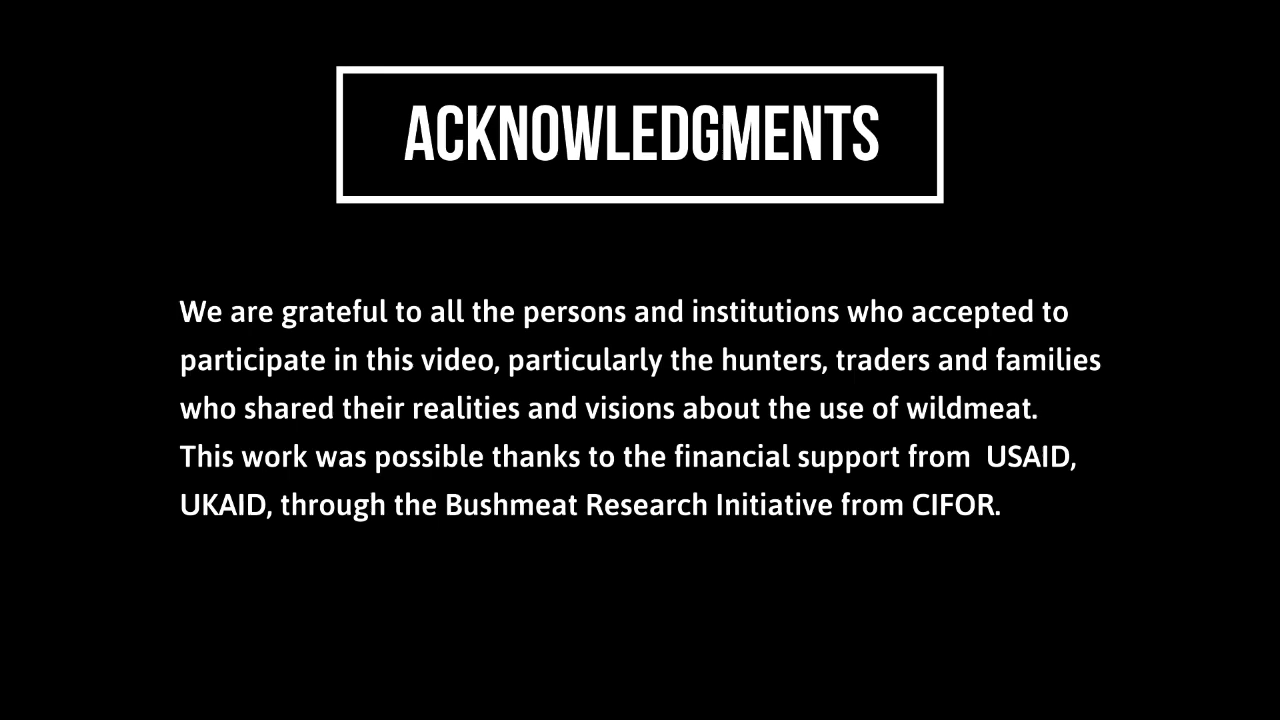 ACKNOWLEDGMENTS
We are grateful to all the persons and institutions who accepted to
participate in this video, particularly the hunters, traders and families
who shared their realities and visions about the use of wildmeat.
This work was possible thanks to the financial support from  USAID,
UKAID, through the Bushmeat Research Initiative from CIFOR.